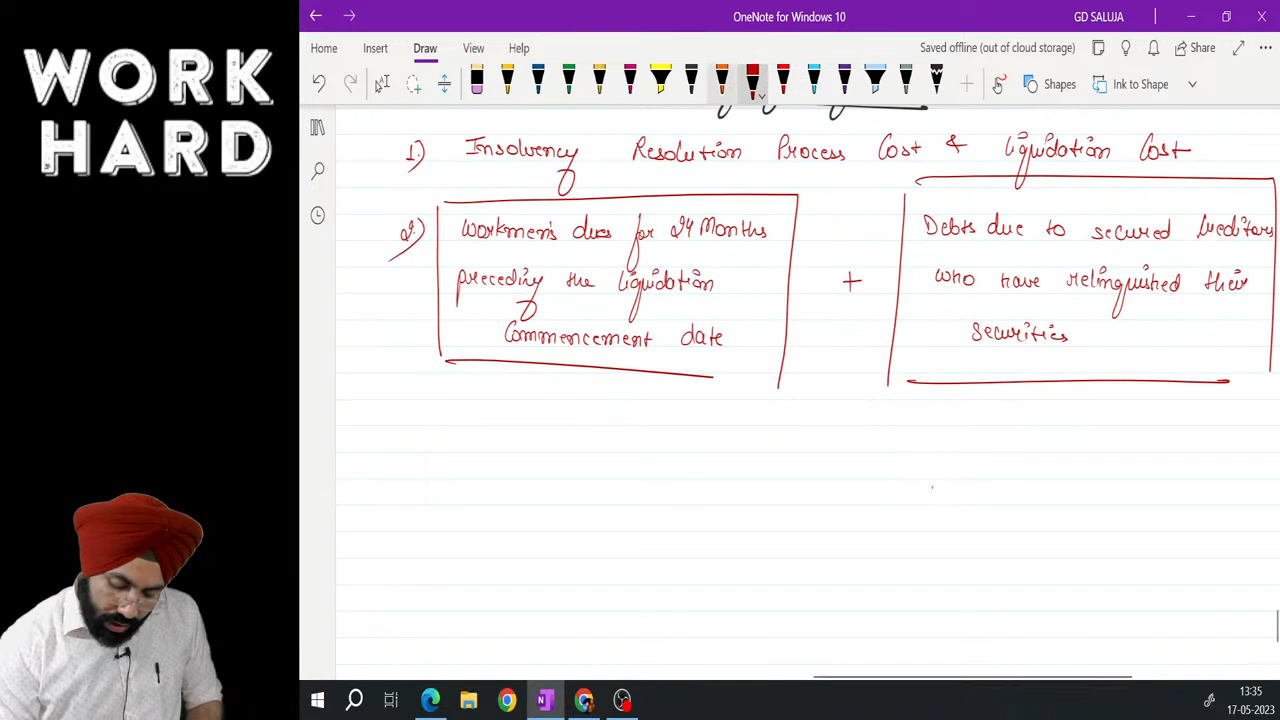 WORK
HARD
OneNote for Windows 10
GD SALUJA
Home Insert Draw View Help
Saved offline (out of cloud storage)
Share
Shapes
Ink to Shape
1.) Insolvency Resolution Process Cost & Liquidation Cost
2.) Workmen's dues for 24 Months
preceding the liquidation
Commencement date
+
Debts due to secured Creditors
who have relinquished their
securities
13:35
17-05-2023